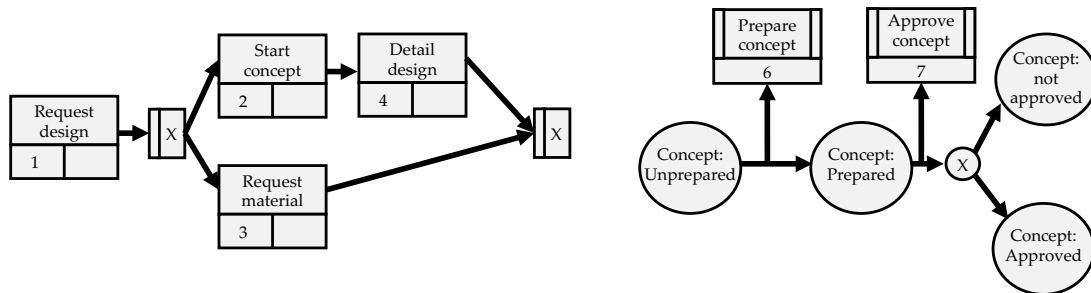 Request
design
1
X
Start
concept
2
Detail
design
4
Request
material
3
X
Prepare
concept
6
Approve
concept
7
Concept:
Unprepared
Concept:
Prepared
X
Concept:
not
approved
Concept:
Approved